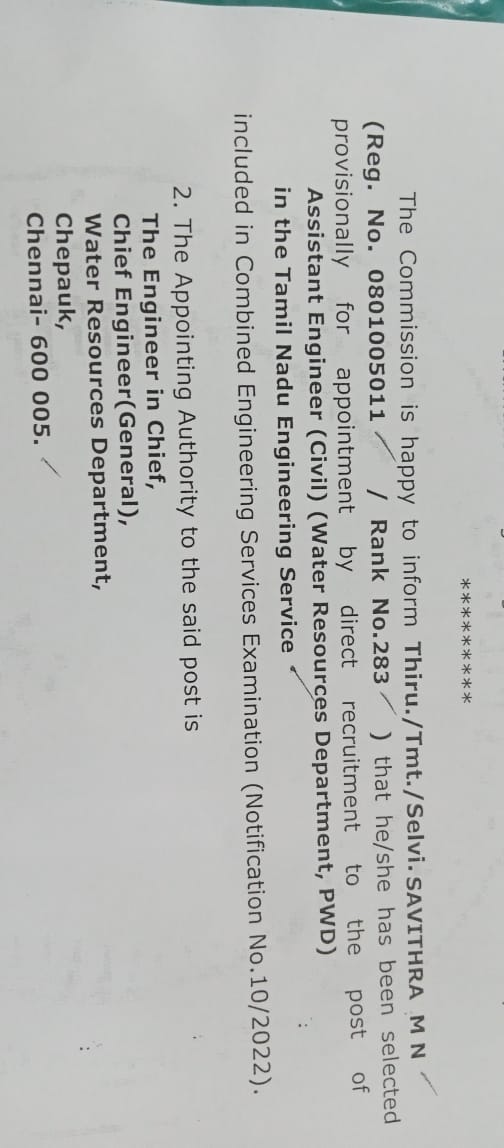 *********
The Commission is happy to inform Thiru./Tmt./Selvi. SAVITHRA M N
(Reg. No. 0801005011 / Rank No.283 ) that he/she has been selected
provisionally for appointment by direct recruitment to the post of
Assistant Engineer (Civil) (Water Resources Department, PWD)
in the Tamil Nadu Engineering Service
included in Combined Engineering Services Examination (Notification No.10/2022).
2. The Appointing Authority to the said post is
The Engineer in Chief,
Chief Engineer(General),
Water Resources Department,
Chepauk,
Chennai- 600 005.